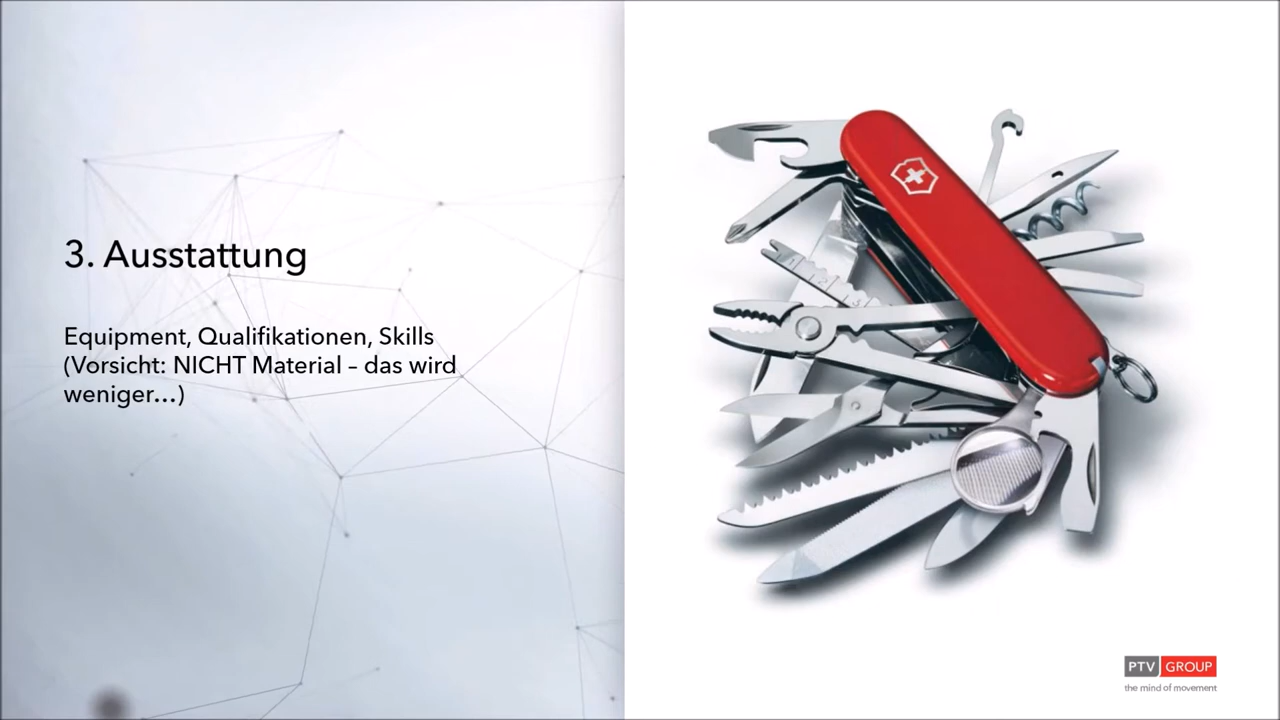 3. Ausstattung
Equipment, Qualifikationen, Skills
(Vorsicht: NICHT Material – das wird
weniger…)
PTV GROUP
the mind of movement